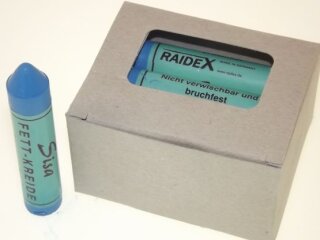 Sisa
FETT-KREIDE
RAIDEX
Nicht verwischbar und
bruchfest